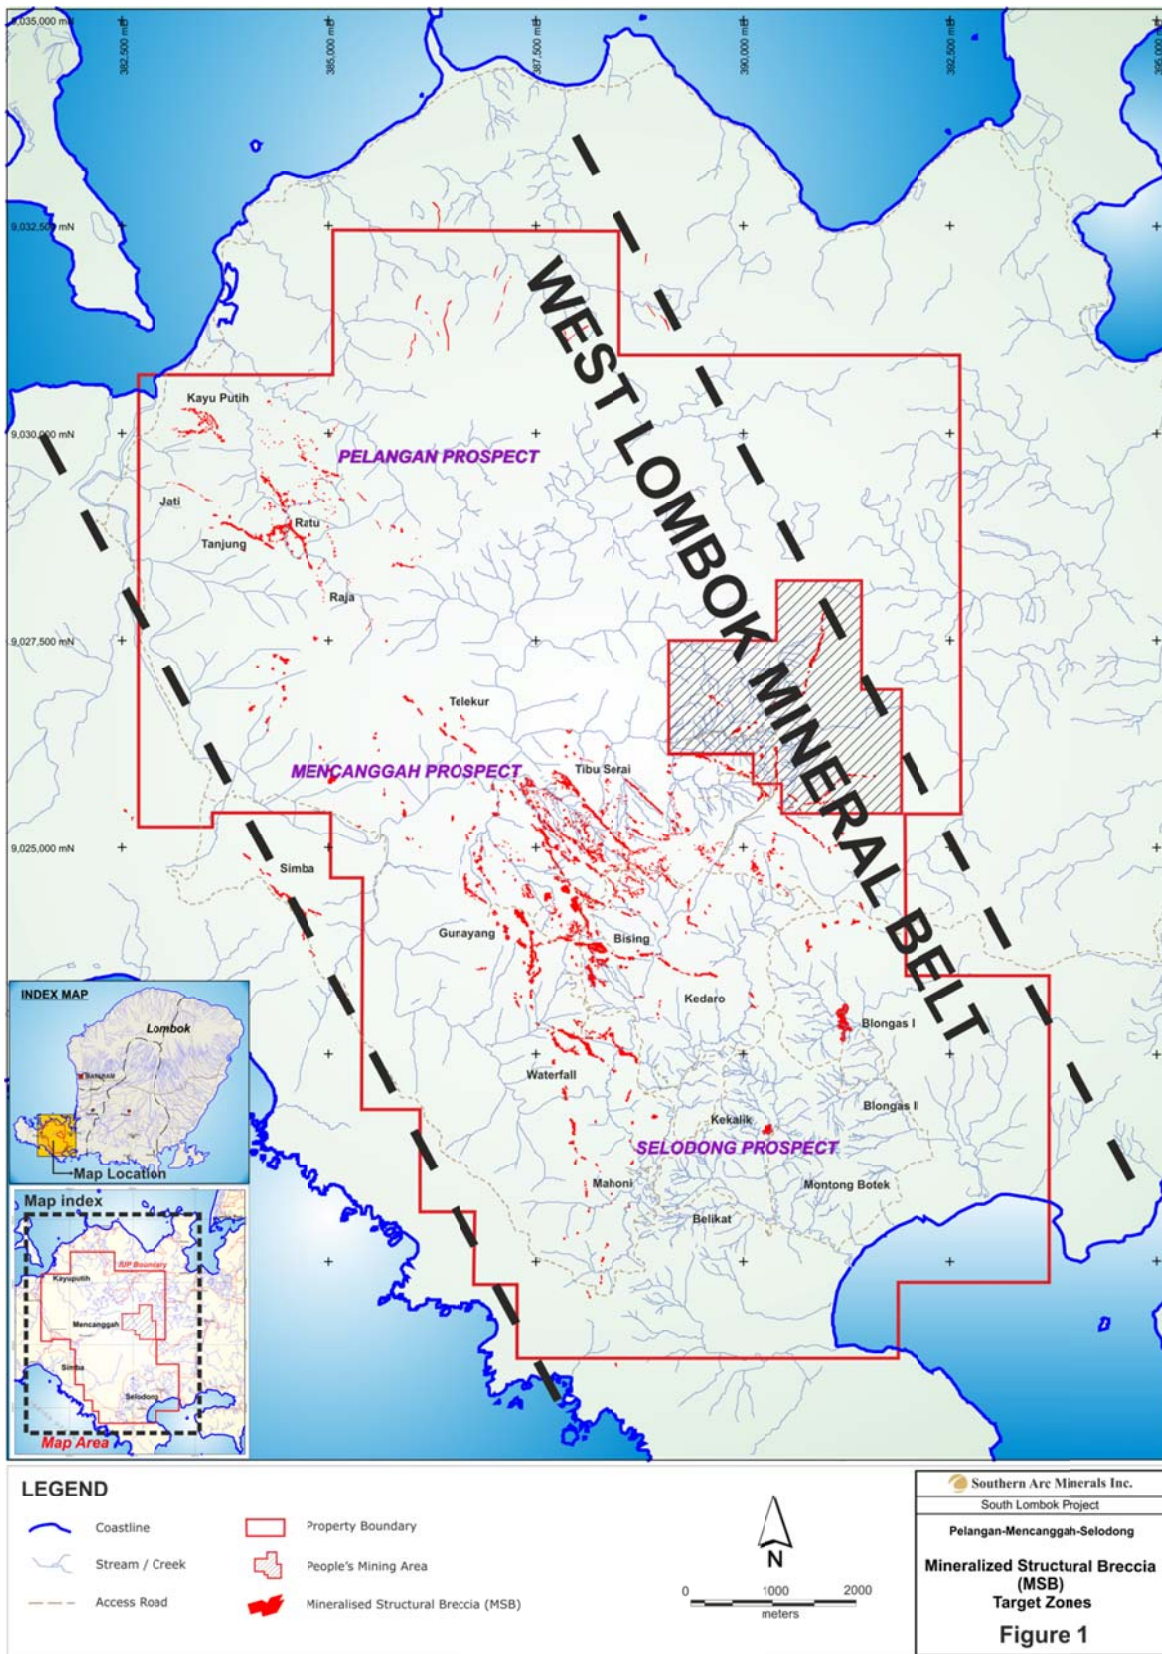 9,035,000 mN
382,500 mE
385,000 mE
387,500 mE
390,000 mE
392,500 mE
9,032,500 mN
WEST LOMBOK MINERAL BELT
Kayu Putih
9,030,000 mN
PELANGAN PROSPECT
Jati
Ratu
Tanjung
Raja
9,027,500 mN
Telekur
MENCANGGAH PROSPECT
Tibu Serai
9,025,000 mN
Simba
Gurayang
Bising
Kedaro
Blongas I
Waterfall
Blongas II
Kekalik
SELODONG PROSPECT
Mahoni
Montong Botek
Belikat
INDEX MAP
Lombok
Map Location
Map index
IUP Boundary
Kayuputih
Mencanggah
Simba
Selodong
Map Area
LEGEND
Coastline
Stream / Creek
Access Road
Property Boundary
People's Mining Area
Mineralised Structural Breccia (MSB)
N
0 1000 2000
meters
Southern Arc Minerals Inc.
South Lombok Project
Pelangan-Mencanggah-Selodong
Mineralized Structural Breccia
(MSB)
Target Zones
Figure 1